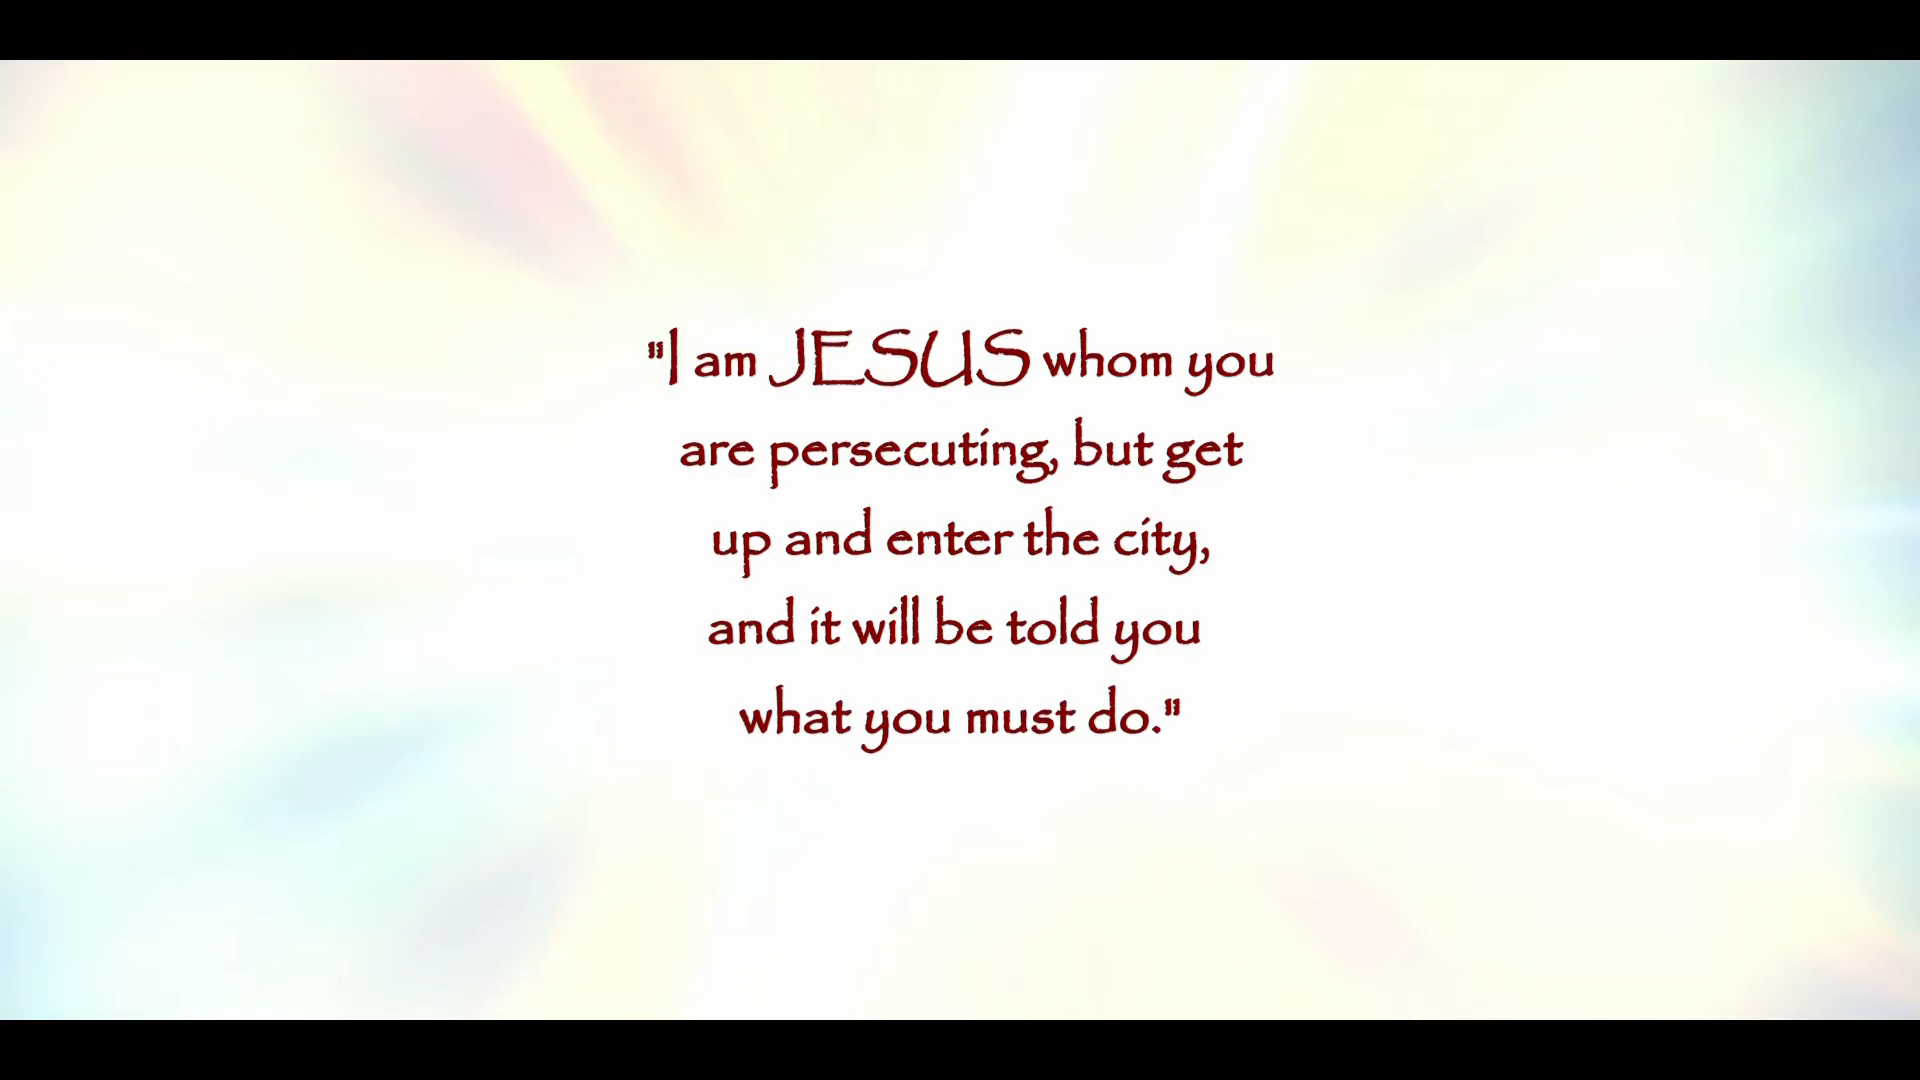 "I am JESUS whom you
are persecuting, but get
up and enter the city,
and it will be told you
what you must do."